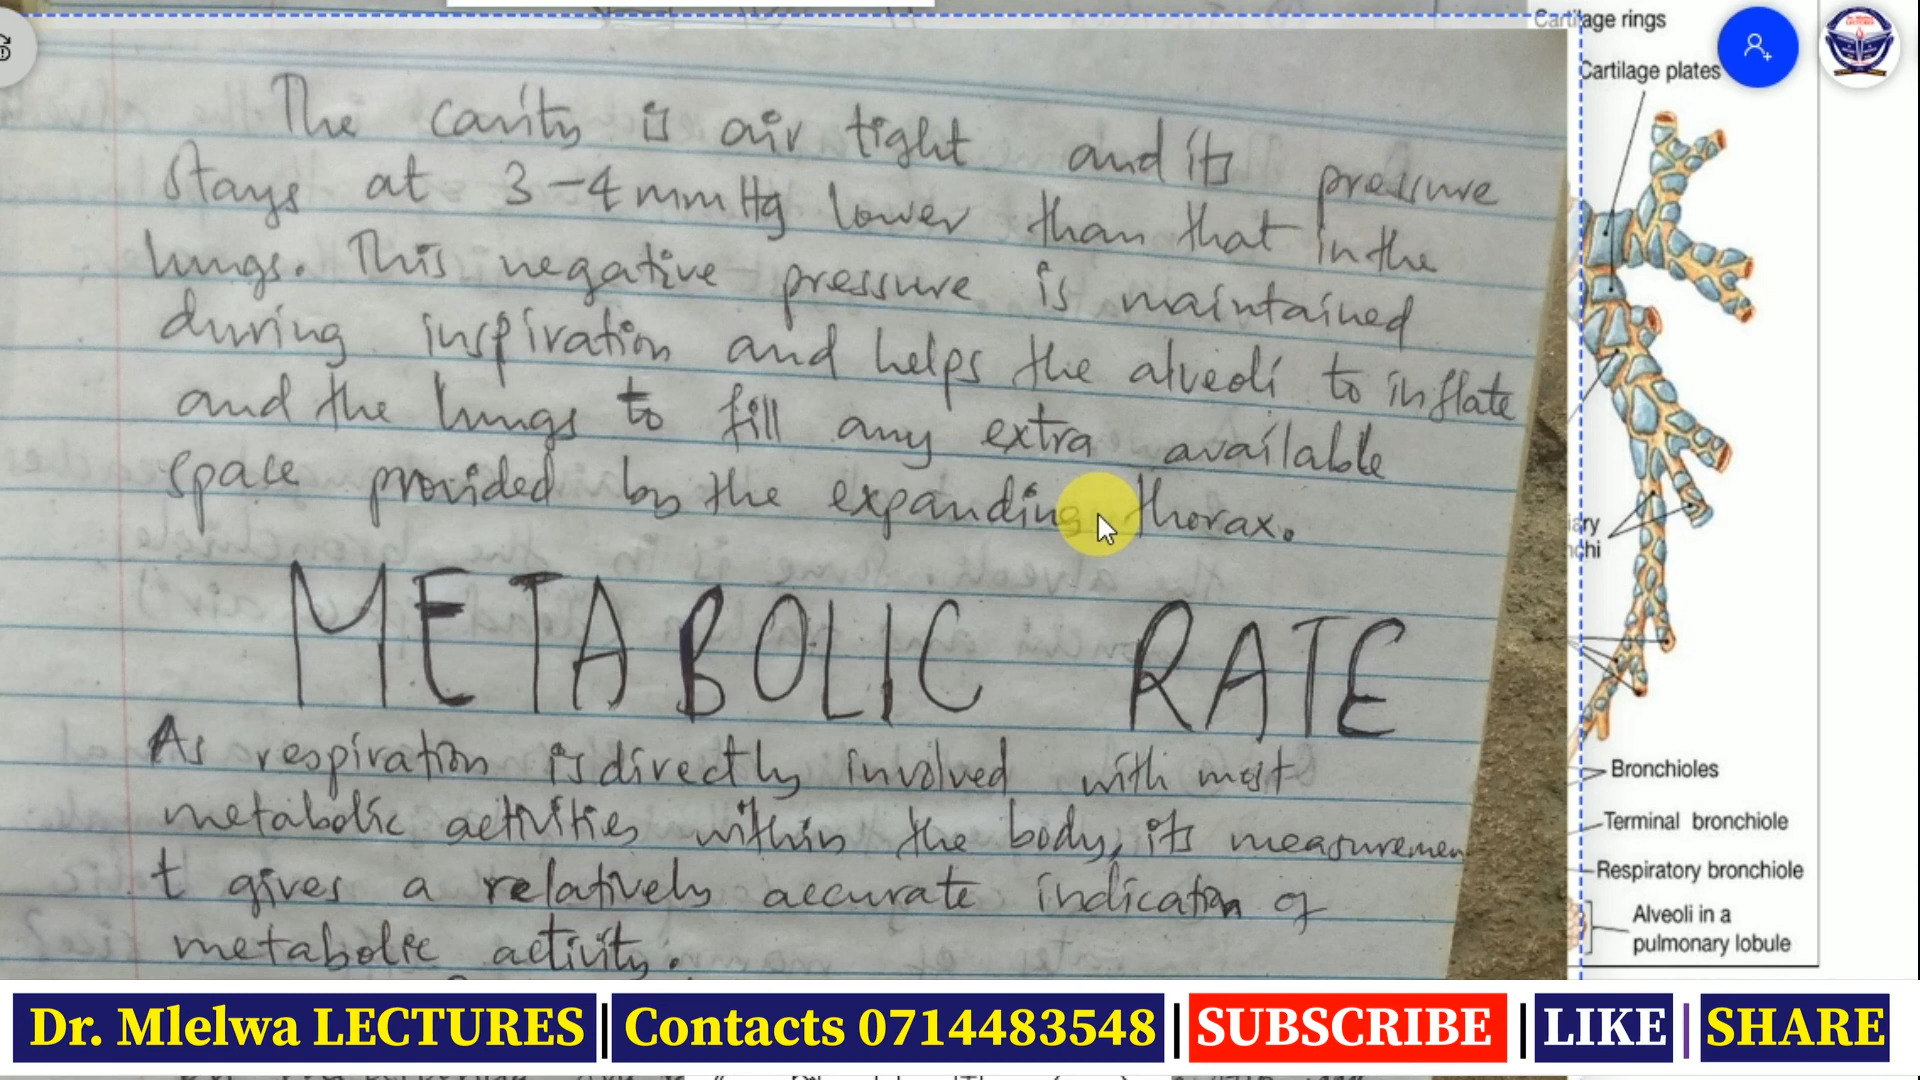 The cavity is air tight and its pressure
stays at 3-4 mmHg lower than that in the
lungs. This negative pressure is maintained
during inspiration and helps the alveoli to inflate
and the lungs to fill any extra available
space provided by the expanding thorax.
METABOLIC RATE
As respiration is directly involved with most
metabolic activities within the body, its measuremen
t gives a relatively accurate indication of
metabolic activity.
Cartilage rings
Cartilage plates
Bronchioles
Terminal bronchiole
Respiratory bronchiole
Alveoli in a
pulmonary lobule
Dr. Mlelwa LECTURES | Contacts 0714483548 | SUBSCRIBE | LIKE | SHARE